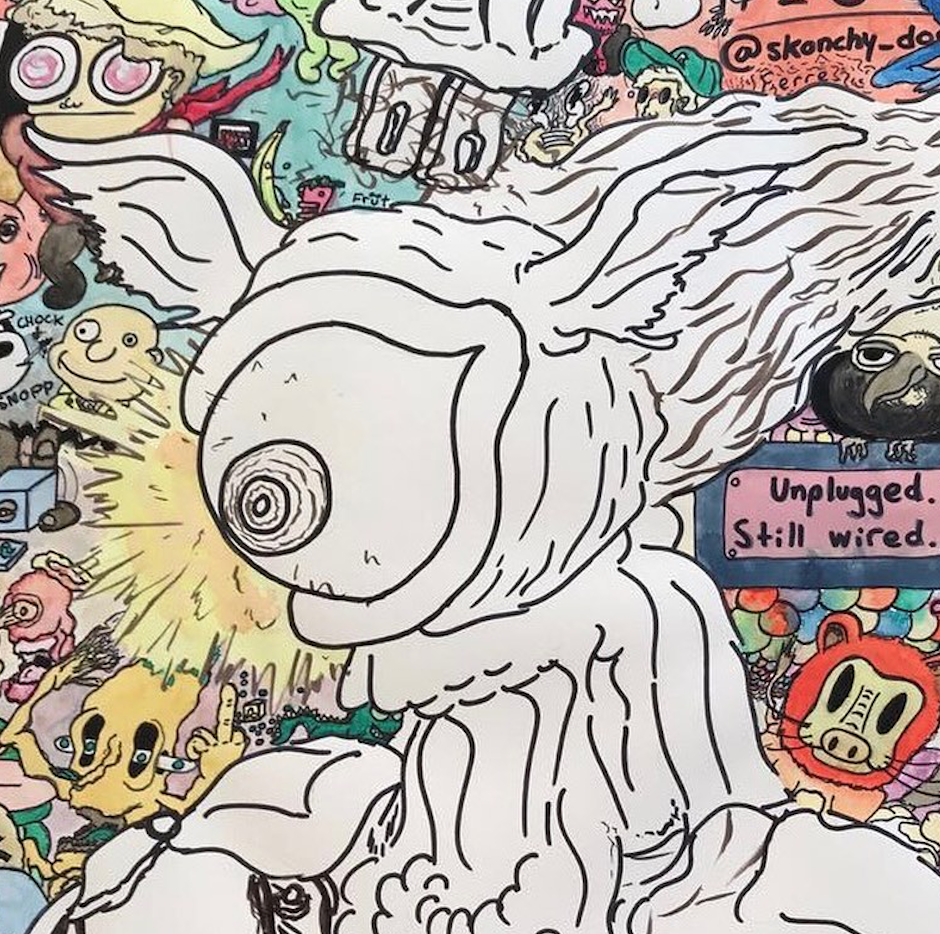 @skonchy_do
Frut
CHOCK
SNOPP
Unplugged.
Still wired.